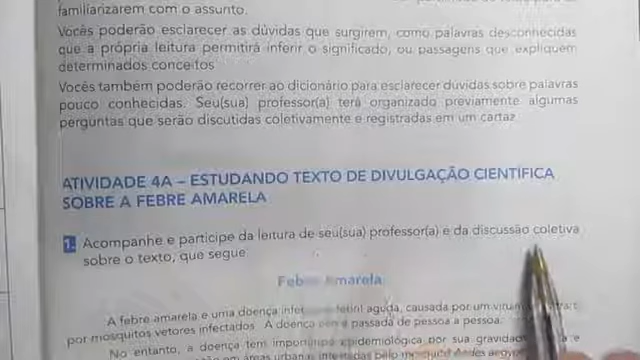 familiarizarem com o assunto.
Vocês poderão esclarecer as dúvidas que surgirem, como palavras desconhecidas
que a própria leitura permitirá inferir o significado, ou passagens que expliquem
determinados conceitos
Vocês também poderão recorrer ao dicionário para esclarecer dúvidas sobre palavras
pouco conhecidas. Seu(sua) professor(a) terá organizado previamente algumas
perguntas que serão discutidas coletivamente e registradas em um cartaz
ATIVIDADE 4A – ESTUDANDO TEXTO DE DIVULGAÇÃO CIENTÍFICA
SOBRE A FEBRE AMARELA
1. Acompanhe e participe da leitura de seu(sua) professor(a) e da discussão coletiva
sobre o texto, que segue
Febre Amarela
A febre amarela e uma doença febril aguda, causada por um
por mosquitos vetores infectados A doença passada de pessoa a pessoa.
No entanto, a doença tem epidemiológica por sua
em áreas urbanas pelo mosquito